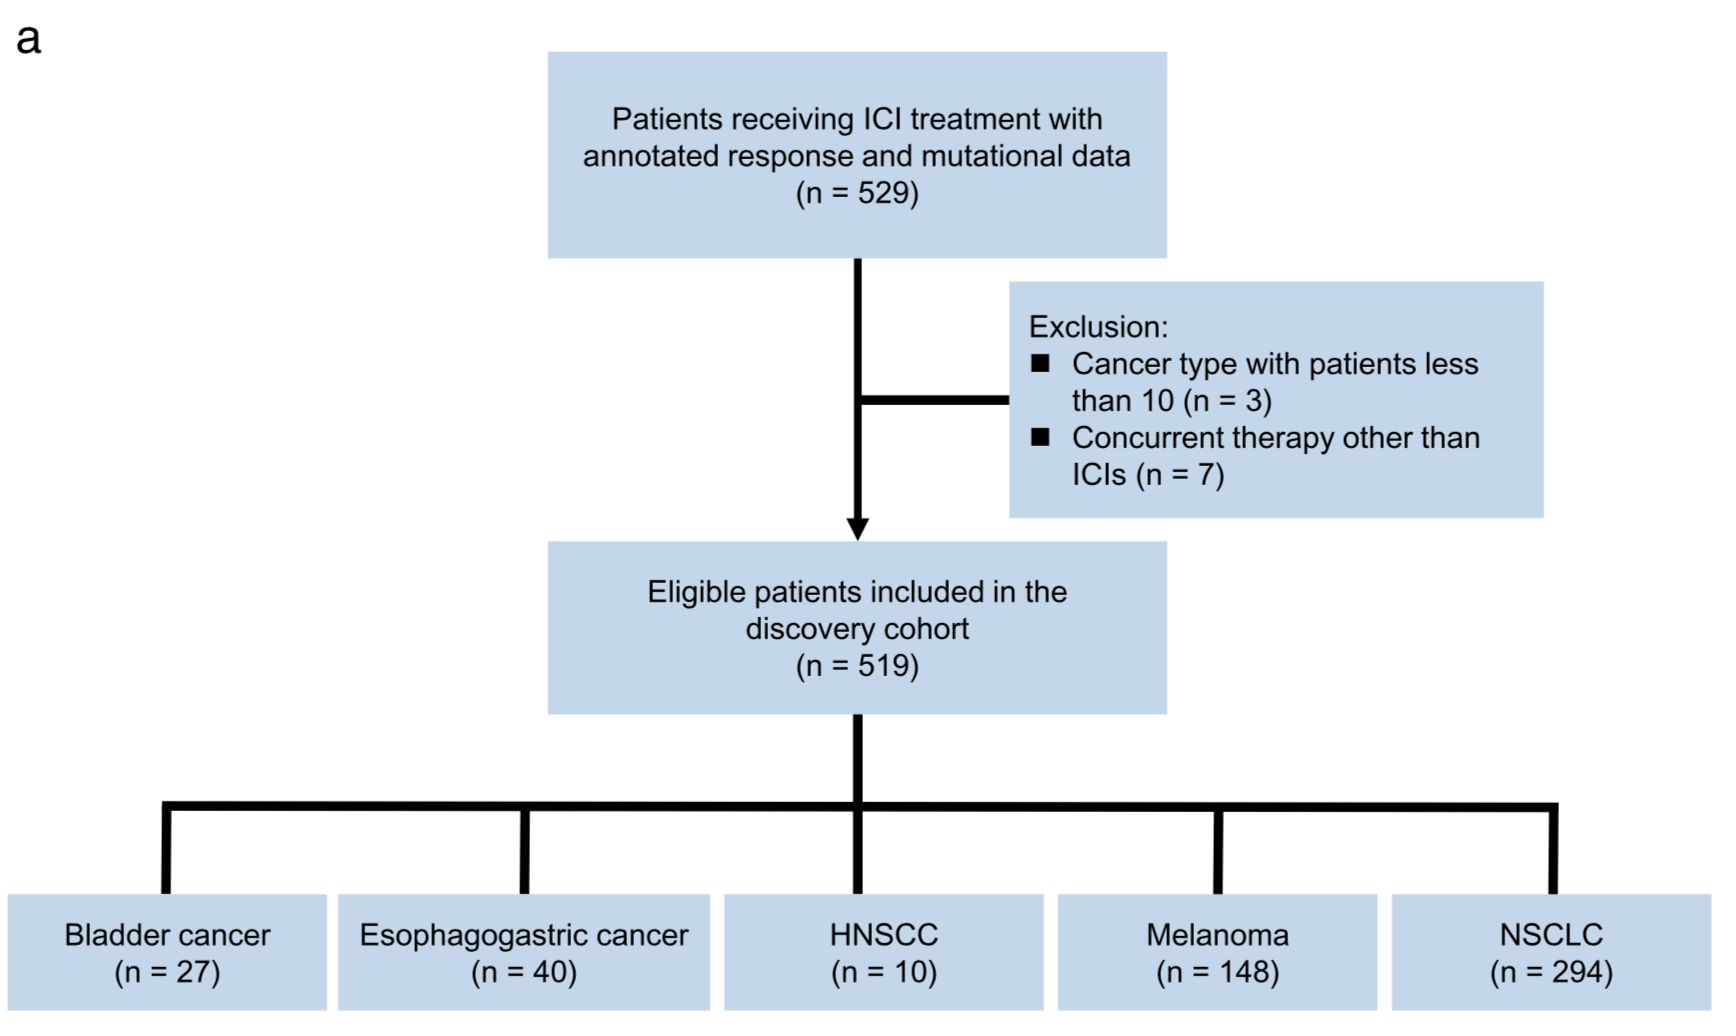 a
Patients receiving ICI treatment with
annotated response and mutational data
(n = 529)
Exclusion:
■ Cancer type with patients less
than 10 (n = 3)
■ Concurrent therapy other than
ICIs (n = 7)
Eligible patients included in the
discovery cohort
(n = 519)
Bladder cancer
(n = 27)
Esophagogastric cancer
(n = 40)
HNSCC
(n = 10)
Melanoma
(n = 148)
NSCLC
(n = 294)